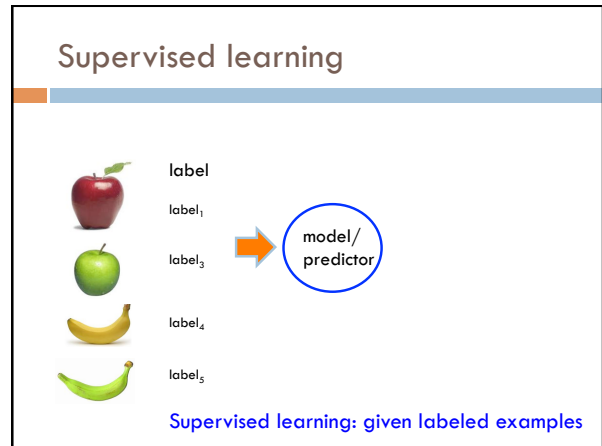 Supervised learning
label
label₁
label₃
model/
predictor
label₄
label₅
Supervised learning: given labeled examples